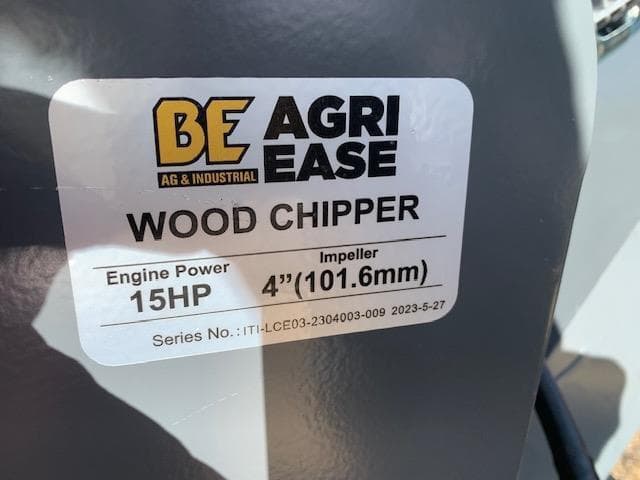 BE AGRI
AG & INDUSTRIAL EASE
WOOD CHIPPER
Engine Power Impeller
15HP 4”(101.6mm)
Series No.: ITI-LCE03-2304003-009 2023-5-27